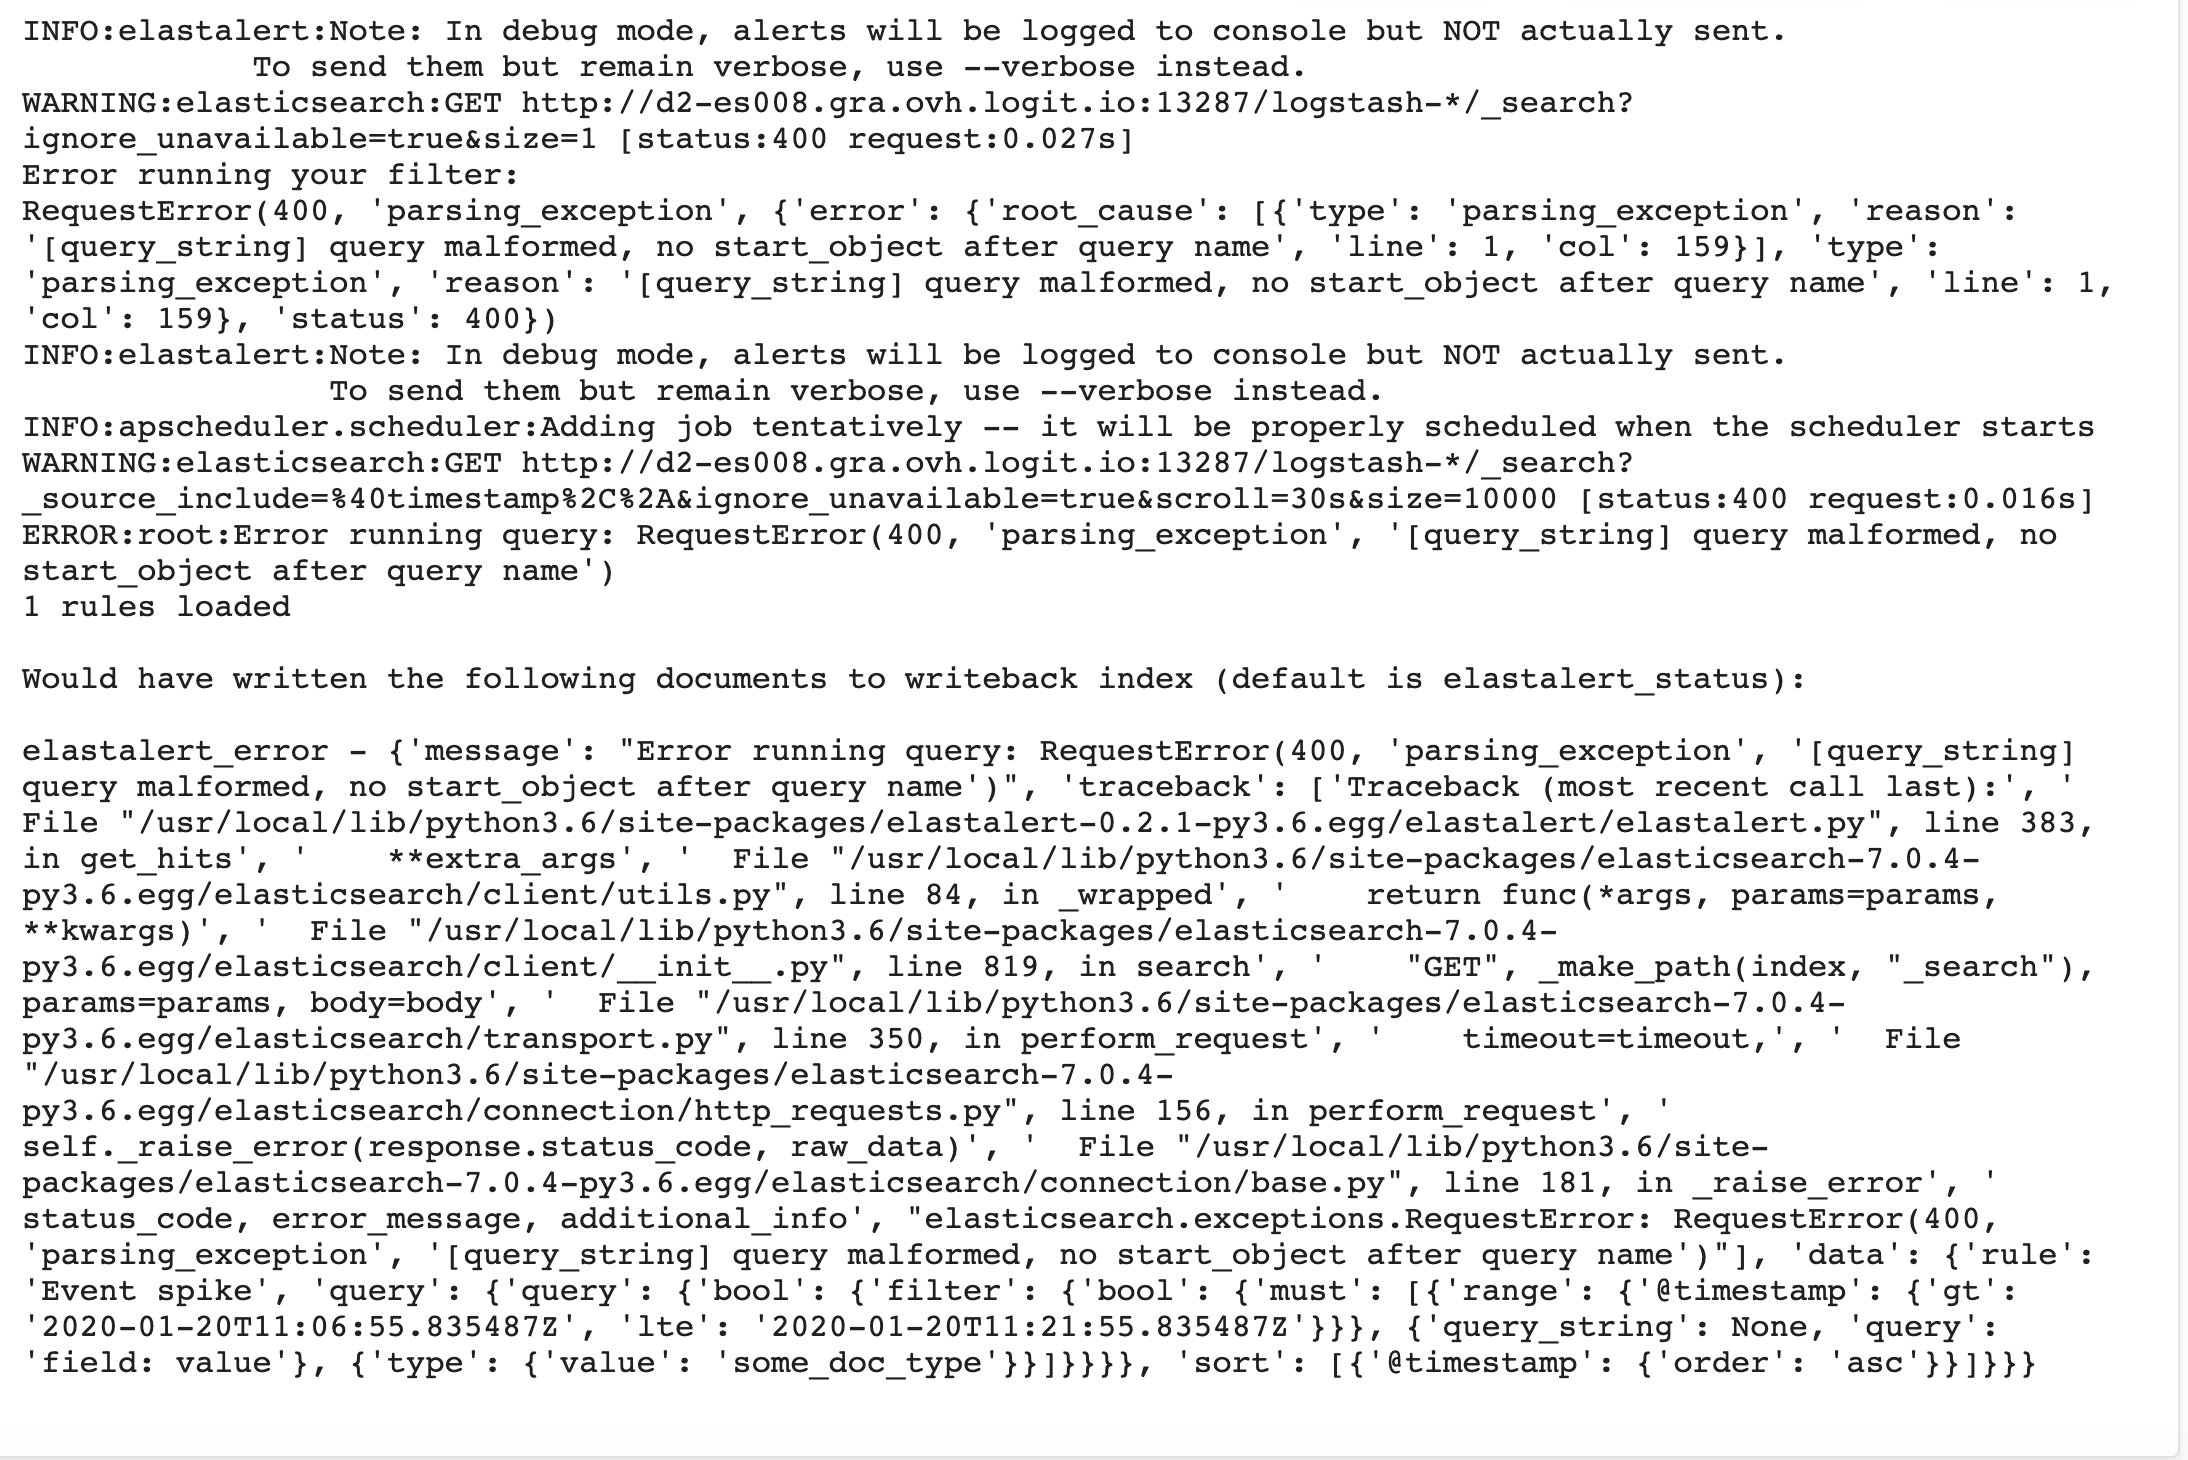 INFO:elastalert:Note: In debug mode, alerts will be logged to console but NOT actually sent.
To send them but remain verbose, use --verbose instead.
WARNING:elasticsearch:GET http://d2-es008.gra.ovh.logit.io:13287/logstash-*/_search?
ignore_unavailable=true&size=1 [status:400 request:0.027s]
Error running your filter:
RequestError(400, 'parsing_exception', {'error': {'root_cause': [{'type': 'parsing_exception', 'reason':
'[query_string] query malformed, no start_object after query name', 'line': 1, 'col': 159}], 'type':
'parsing_exception', 'reason': '[query_string] query malformed, no start_object after query name', 'line': 1,
'col': 159}, 'status': 400})
INFO:elastalert:Note: In debug mode, alerts will be logged to console but NOT actually sent.
To send them but remain verbose, use --verbose instead.
INFO:apscheduler.scheduler:Adding job tentatively -- it will be properly scheduled when the scheduler starts
WARNING:elasticsearch:GET http://d2-es008.gra.ovh.logit.io:13287/logstash-*/_search?
_source_include=%40timestamp%2C%2A&ignore_unavailable=true&scroll=30s&size=10000 [status:400 request:0.016s]
ERROR:root:Error running query: RequestError(400, 'parsing_exception', '[query_string] query malformed, no
start_object after query name')
1 rules loaded
Would have written the following documents to writeback index (default is elastalert_status):
elastalert_error - {'message': "Error running query: RequestError(400, 'parsing_exception', '[query_string]
query malformed, no start_object after query name')", 'traceback': ['Traceback (most recent call last):', '
File "/usr/local/lib/python3.6/site-packages/elastalert-0.2.1-py3.6.egg/elastalert/elastalert.py", line 383,
in get_hits', '    **extra_args', '  File "/usr/local/lib/python3.6/site-packages/elasticsearch-7.0.4-
py3.6.egg/elasticsearch/client/utils.py", line 84, in _wrapped', '    return func(*args, params=params,
**kwargs)', '  File "/usr/local/lib/python3.6/site-packages/elasticsearch-7.0.4-
py3.6.egg/elasticsearch/client/__init__.py", line 819, in search', '    "GET", _make_path(index, "_search"),
params=params, body=body', '  File "/usr/local/lib/python3.6/site-packages/elasticsearch-7.0.4-
py3.6.egg/elasticsearch/transport.py", line 350, in perform_request', '    timeout=timeout,', '  File
"/usr/local/lib/python3.6/site-packages/elasticsearch-7.0.4-
py3.6.egg/elasticsearch/connection/http_requests.py", line 156, in perform_request', '
self._raise_error(response.status_code, raw_data)', '  File "/usr/local/lib/python3.6/site-
packages/elasticsearch-7.0.4-py3.6.egg/elasticsearch/connection/base.py", line 181, in _raise_error', '
status_code, error_message, additional_info', "elasticsearch.exceptions.RequestError: RequestError(400,
'parsing_exception', '[query_string] query malformed, no start_object after query name')"], 'data': {'rule':
'Event spike', 'query': {'query': {'bool': {'filter': {'bool': {'must': [{'range': {'@timestamp': {'gt':
'2020-01-20T11:06:55.835487Z', 'lte': '2020-01-20T11:21:55.835487Z'}}}, {'query_string': None, 'query':
'field: value'}, {'type': {'value': 'some_doc_type'}}]}}}}, 'sort': [{'@timestamp': {'order': 'asc'}}]}}}